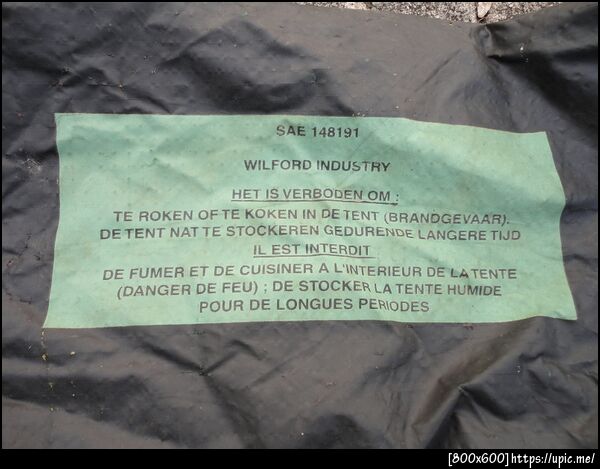 SAE 148191
WILFORD INDUSTRY
HET IS VERBODEN OM :
TE ROKEN OF TE KOKEN IN DE TENT (BRANDGEVAAR).
DE TENT NAT TE STOCKEREN GEDURENDE LANGERE TIJD
IL EST INTERDIT
DE FUMER ET DE CUISINER A L'INTERIEUR DE LA TENTE
(DANGER DE FEU) ; DE STOCKER LA TENTE HUMIDE
POUR DE LONGUES PERIODES
[800x600]https://upic.me/